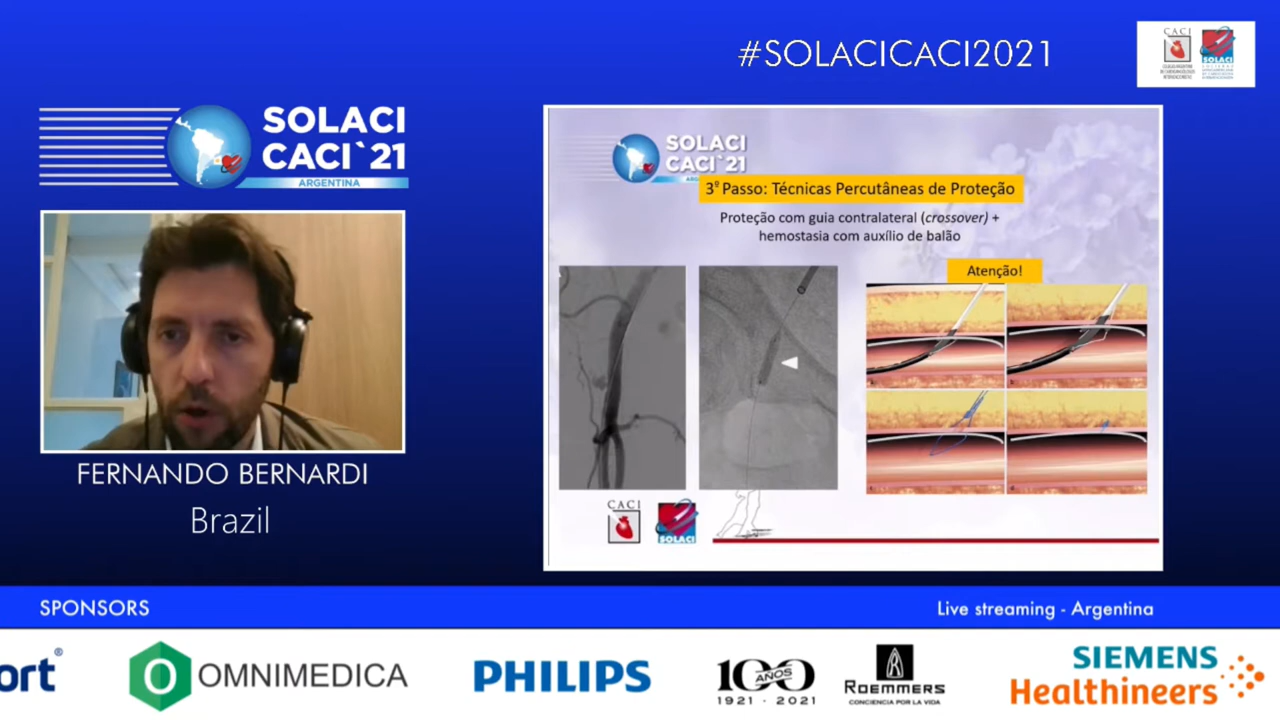 #SOLACICACI2021
CACI
SOLACI
SOLACI
CACI`21
ARGENTINA
FERNANDO BERNARDI
Brazil
SOLACI
CACI`21
3º Passo: Técnicas Percutâneas de Proteção
Proteção com guia contralateral (crossover) +
hemostasia com auxílio de balão
Atenção!
CACI
SOLACI
SPONSORS
Live streaming - Argentina
ort®
OMNIMEDICA
PHILIPS
100 AÑOS
1921 · 2021
ROEMMERS
CONCIENCIA POR LA VIDA
SIEMENS
Healthineers